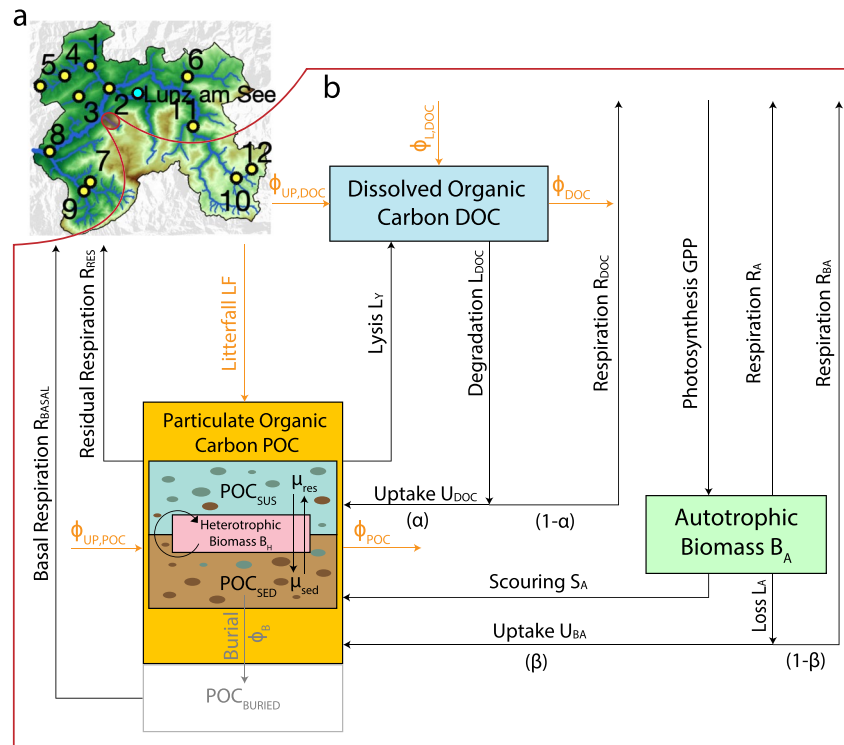 a
1
4
5
6
Lunz am See
3
2
11
8
7
12
9
10
b
ϕL,DOC
ϕUP,DOC
Dissolved Organic
Carbon DOC
ϕDOC
Residual Respiration RRES
Litterfall LF
Lysis LY
Degradation LDOC
Respiration RDOC
Photosynthesis GPP
Respiration RA
Respiration RBA
Basal Respiration RBASAL
Particulate Organic
Carbon POC
POCSUS
μres
Heterotrophic
Biomass BH
POCSED
μsed
ϕUP,POC
ϕPOC
Uptake UDOC
(α)
(1-α)
Autotrophic
Biomass BA
Scouring SA
Loss LA
Uptake UBA
(β)
(1-β)
Burial
ϕB
POCBURIED